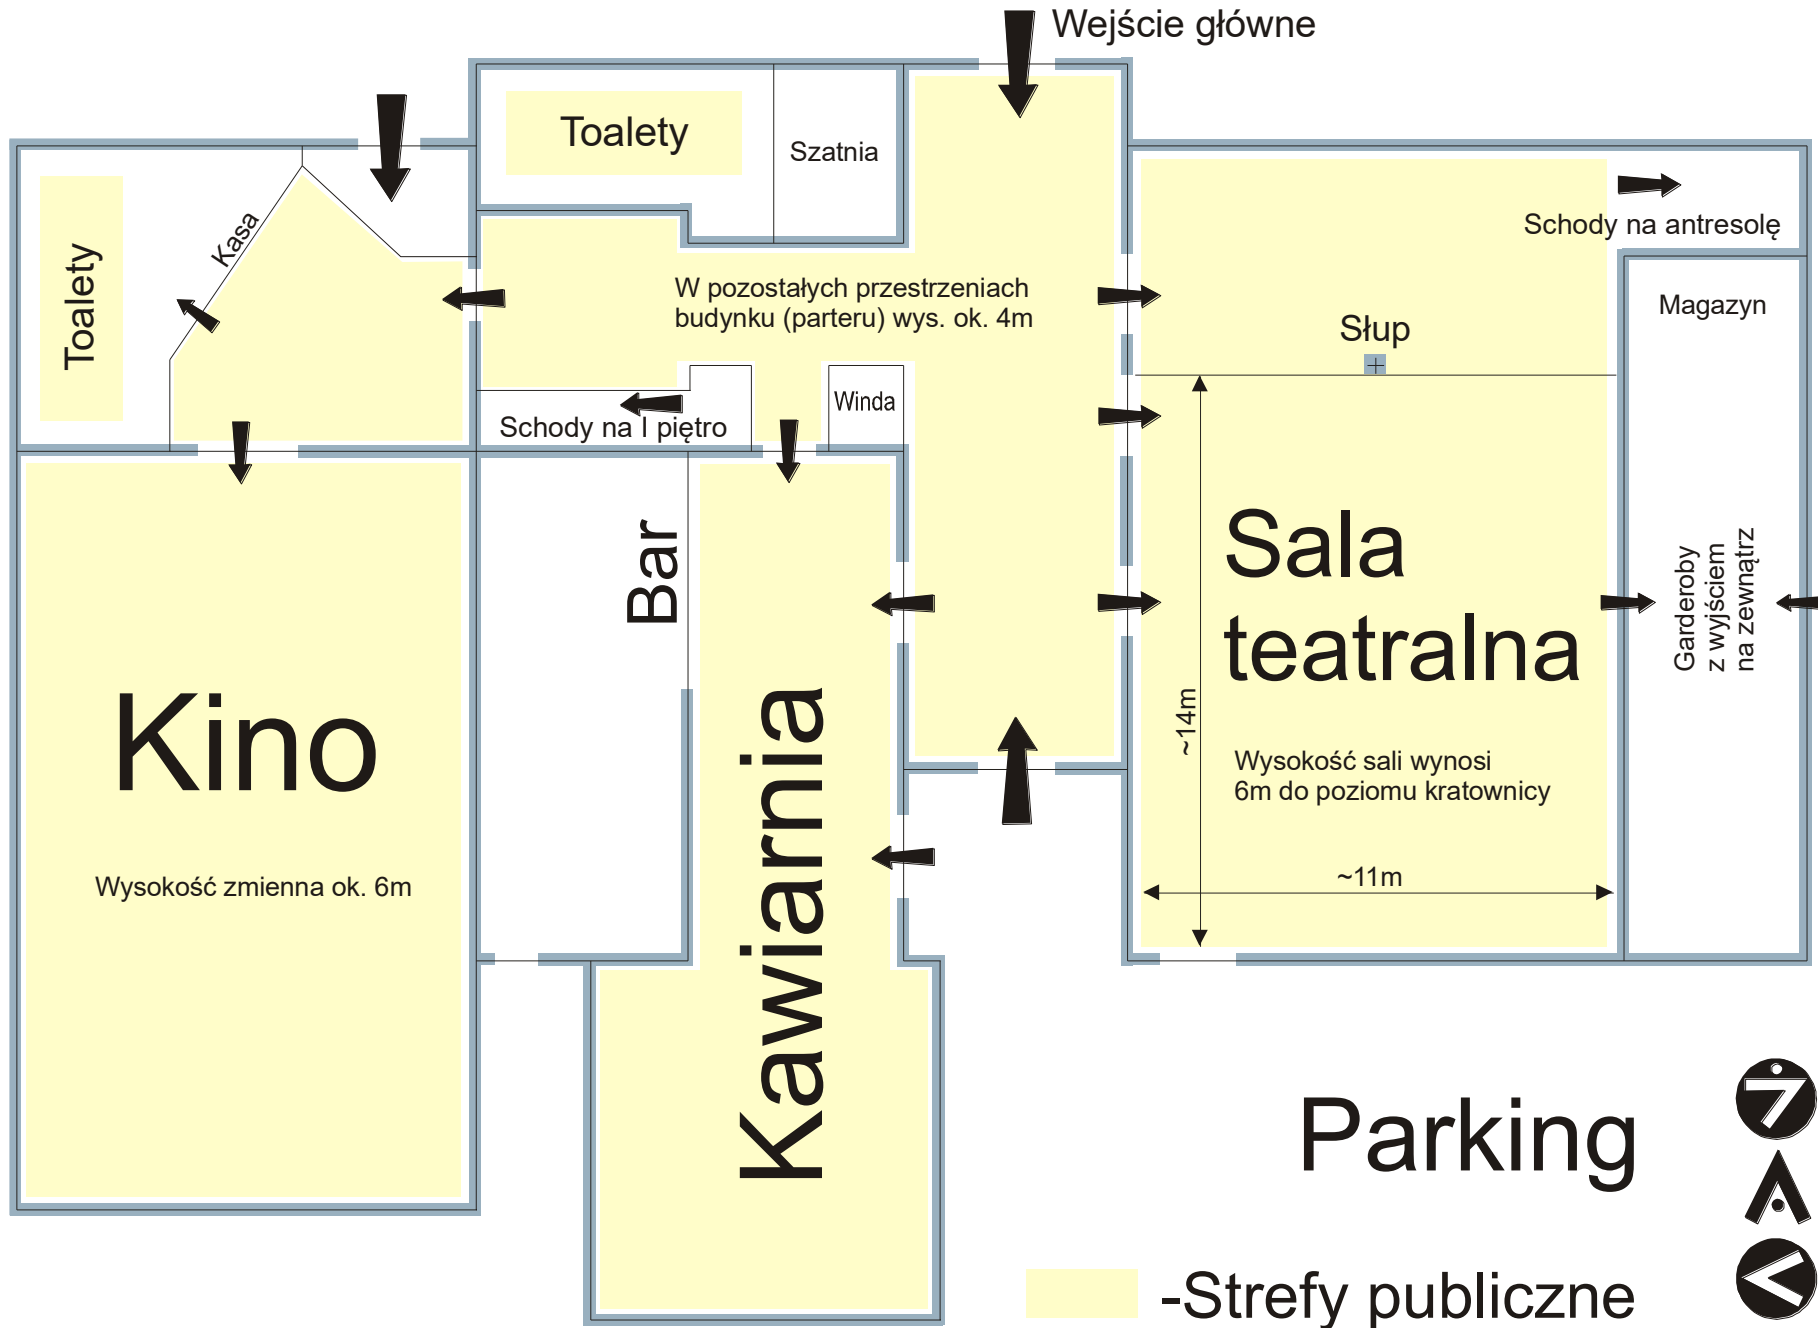 Wejście główne
Toalety
Szatnia
Kasa
Toalety
Schody na antresolę
W pozostałych przestrzeniach
budynku (parteru) wys. ok. 4m
Magazyn
Słup
Winda
Schody na I piętro
Bar
Sala
teatralna
Garderoby
z wyjściem
na zewnątrz
Kino
~14m
Kawiarnia
Wysokość sali wynosi
6m do poziomu kratownicy
Wysokość zmienna ok. 6m
~11m
Parking
-Strefy publiczne